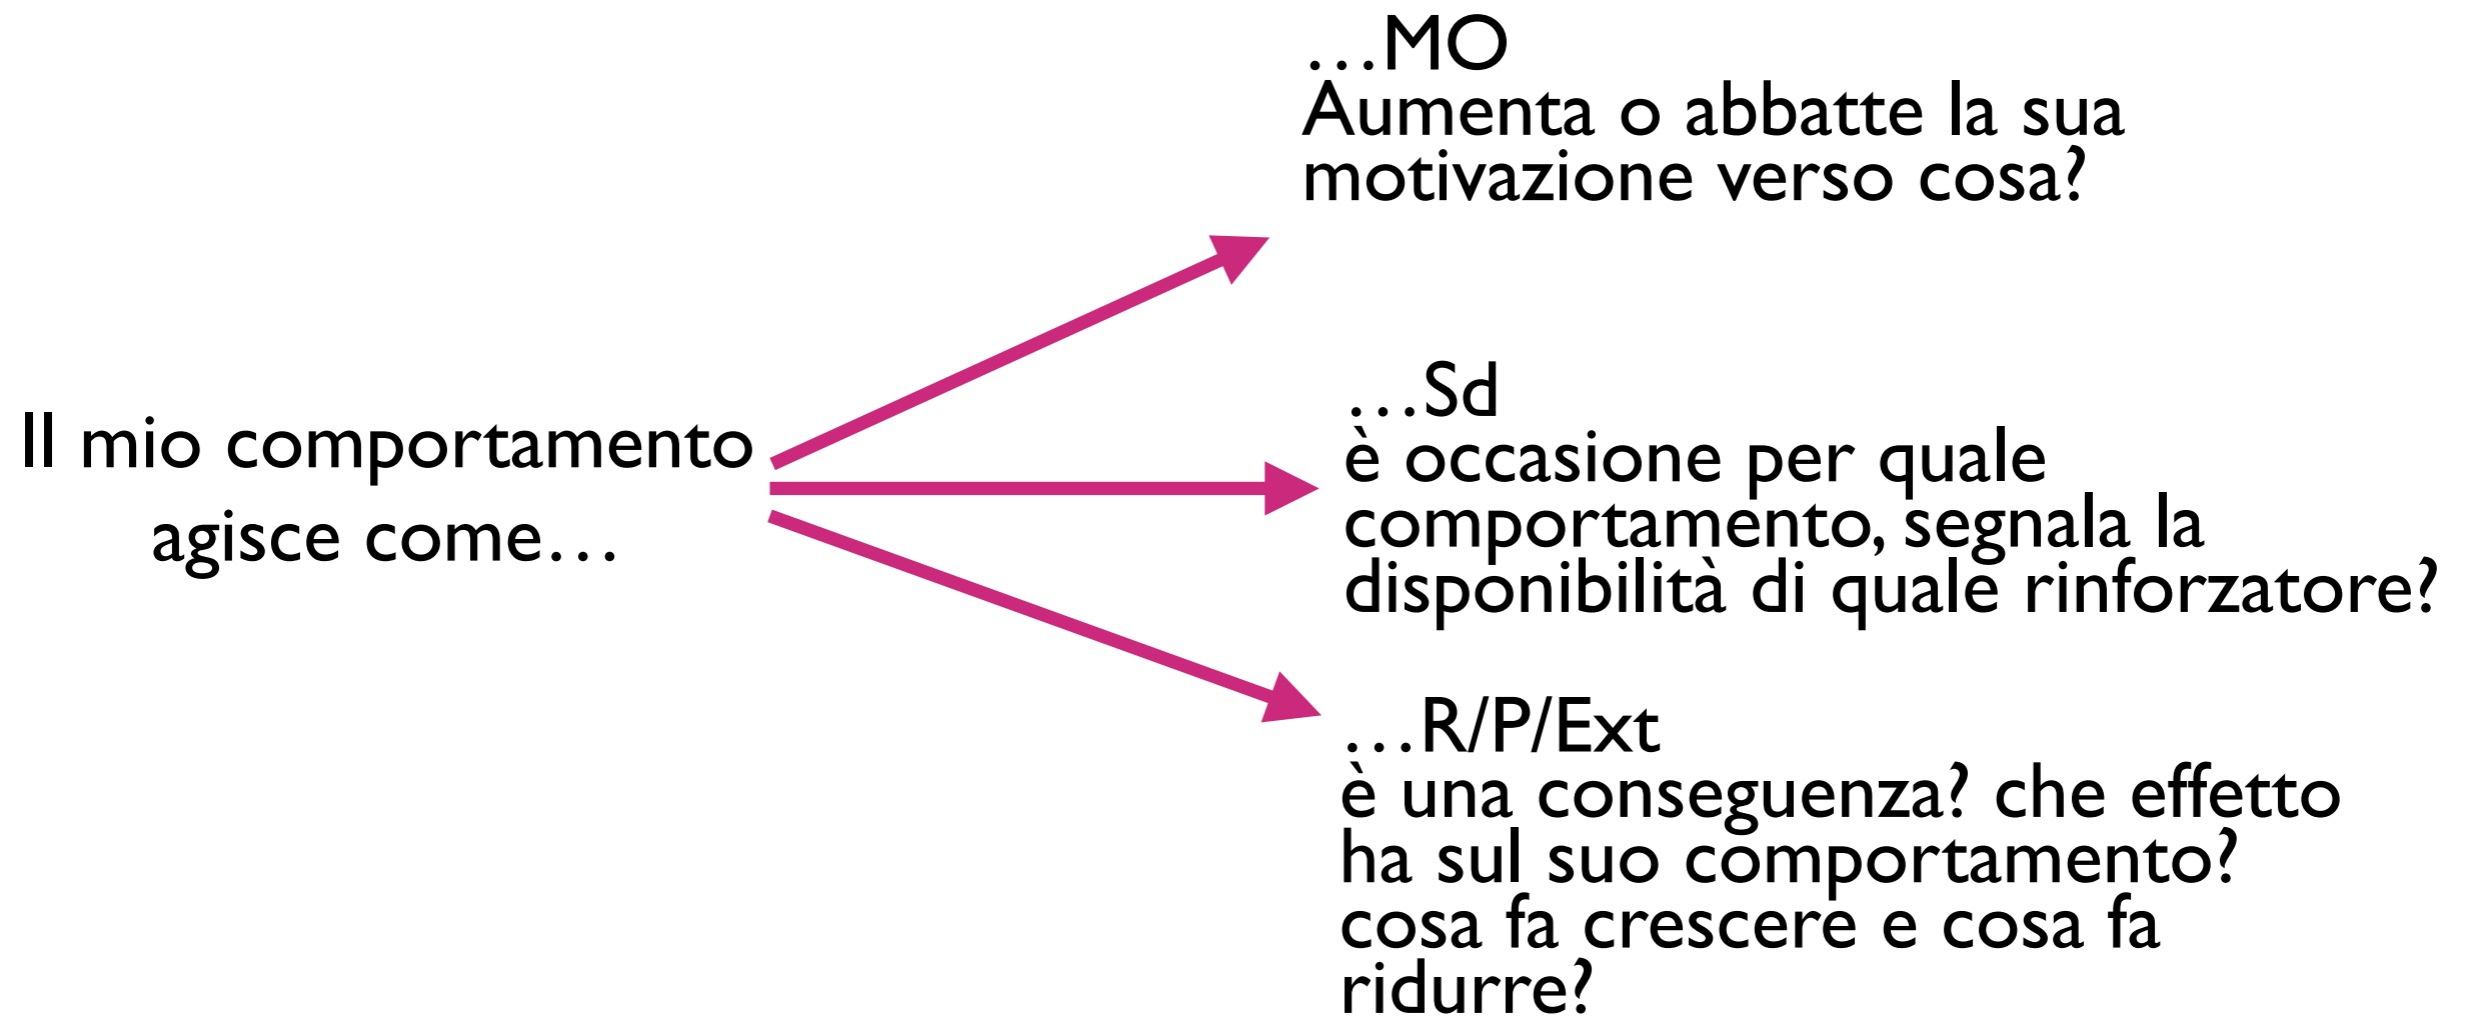 Il mio comportamento
agisce come…
…MO
Aumenta o abbatte la sua
motivazione verso cosa?
…Sd
è occasione per quale
comportamento, segnala la
disponibilità di quale rinforzatore?
…R/P/Ext
è una conseguenza? che effetto
ha sul suo comportamento?
cosa fa crescere e cosa fa
ridurre?